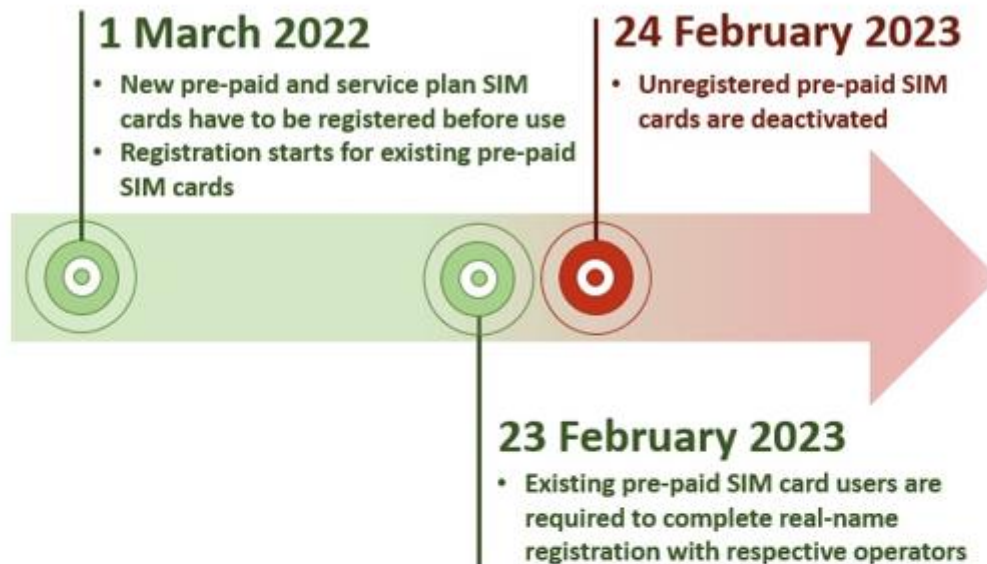 1 March 2022
• New pre-paid and service plan SIM
cards have to be registered before use
• Registration starts for existing pre-paid
SIM cards
24 February 2023
• Unregistered pre-paid SIM
cards are deactivated
23 February 2023
• Existing pre-paid SIM card users are
required to complete real-name
registration with respective operators